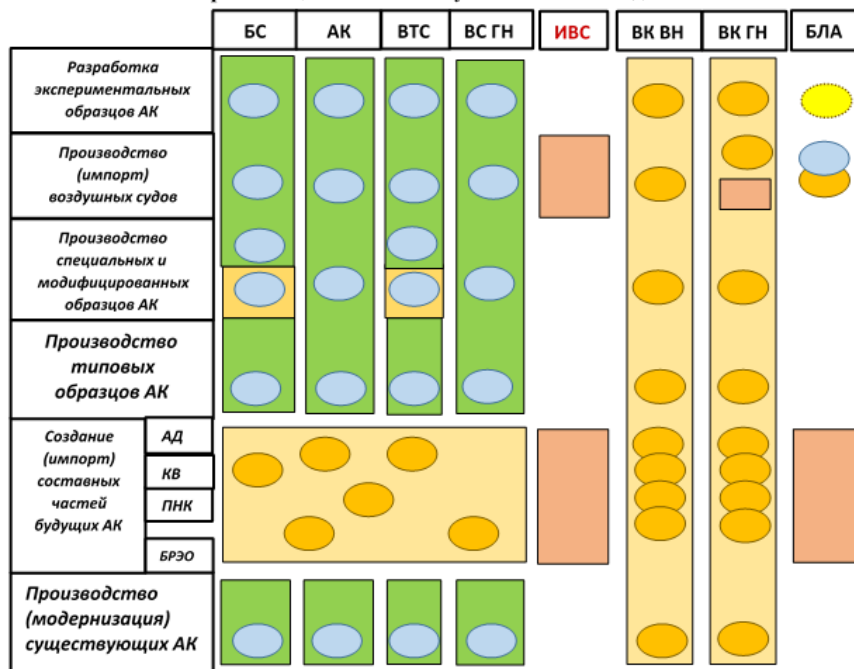 БС АК ВТС ВС ГН ИВС ВК ВН ВК ГН БЛА
Разработка
экспериментальных
образцов АК
Производство
(импорт)
воздушных судов
Производство
специальных и
модифицированных
образцов АК
Производство
типовых
образцов АК
Создание
(импорт)
составных
частей
будущих АК
АД
КВ
ПНК
БРЭО
Производство
(модернизация)
существующих АК